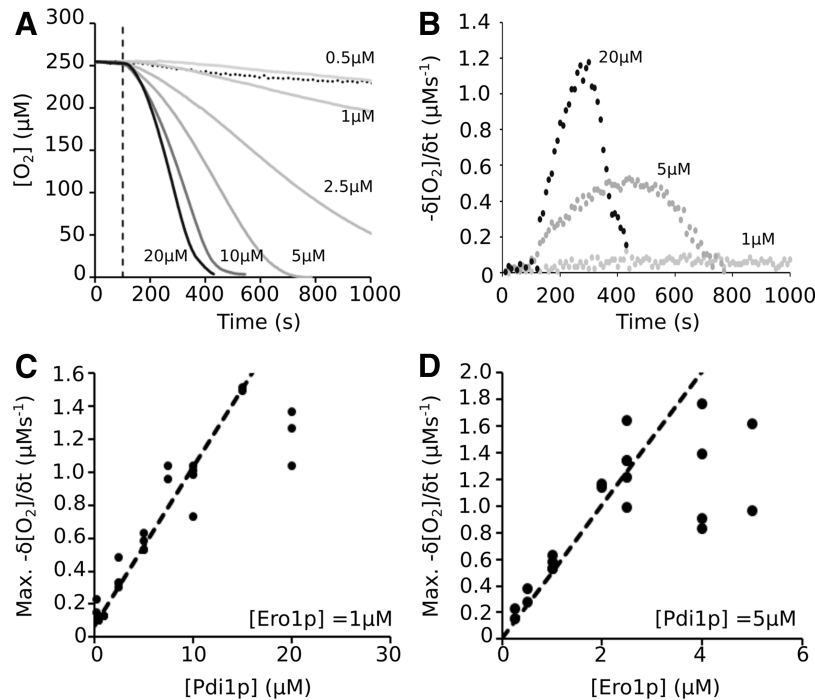 A
300
250
200
150
100
50
0
[O₂] (μM)
0.5μM
1μM
2.5μM
20μM
10μM
5μM
0 200 400 600 800 1000
Time (s)
B
1.4
1.2
1.0
0.8
0.6
0.4
0.2
0
-δ[O₂]/δt (μMs⁻¹)
20μM
5μM
1μM
0 200 400 600 800 1000
Time (s)
C
1.6
1.4
1.2
1.0
0.8
0.6
0.4
0.2
0
Max. -δ[O₂]/δt (μMs⁻¹)
[Ero1p] =1μM
0 10 20 30
[Pdi1p] (μM)
D
2.0
1.8
1.6
1.4
1.2
1.0
0.8
0.6
0.4
0.2
0
Max. -δ[O₂]/δt (μMs⁻¹)
[Pdi1p] =5μM
0 2 4 6
[Ero1p] (μM)